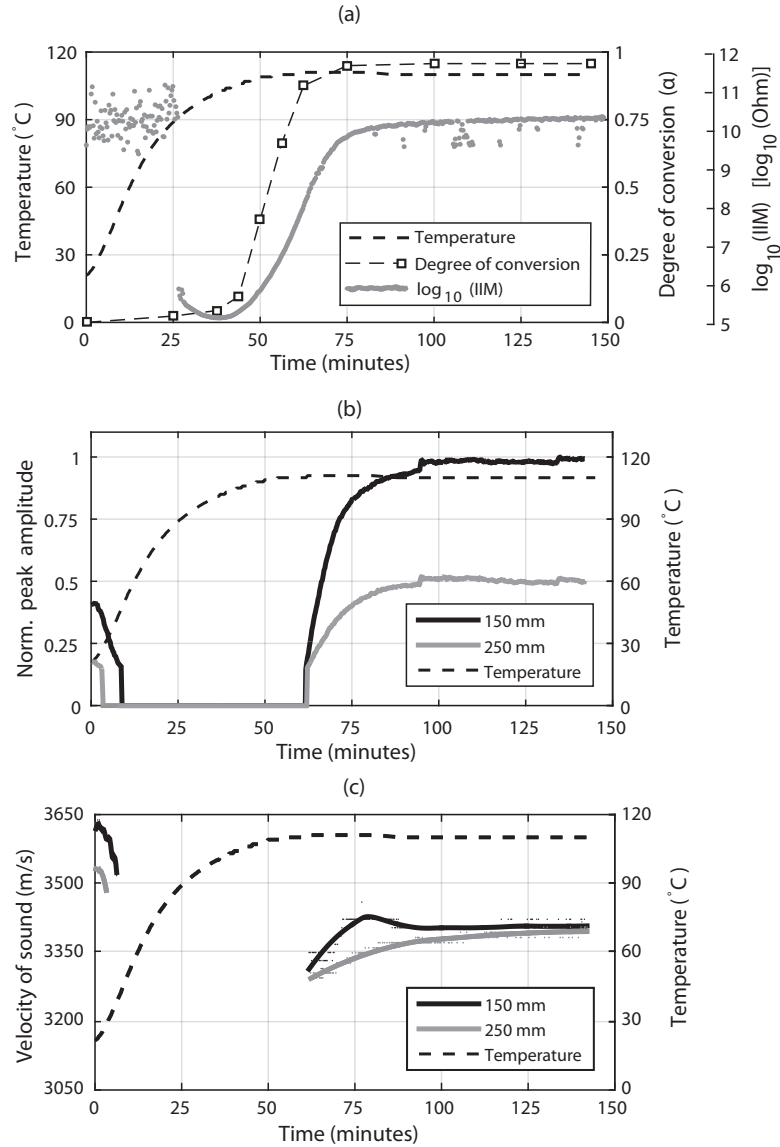 (a)
120
90
60
30
0
Temperature (°C)
0
25
50
75
100
125
150
Time (minutes)
1
0.75
0.5
0.25
0
Degree of conversion (α)
12
11
10
9
8
7
6
5
log10 (IIM) [log10 (Ohm)]
Temperature
Degree of conversion
log10 (IIM)
(b)
1
0.75
0.5
0.25
0
Norm. peak amplitude
0
25
50
75
100
125
150
Time (minutes)
120
90
60
30
0
Temperature (°C)
150 mm
250 mm
Temperature
(c)
3650
3500
3350
3200
3050
Velocity of sound (m/s)
0
25
50
75
100
125
150
Time (minutes)
120
90
60
30
0
Temperature (°C)
150 mm
250 mm
Temperature